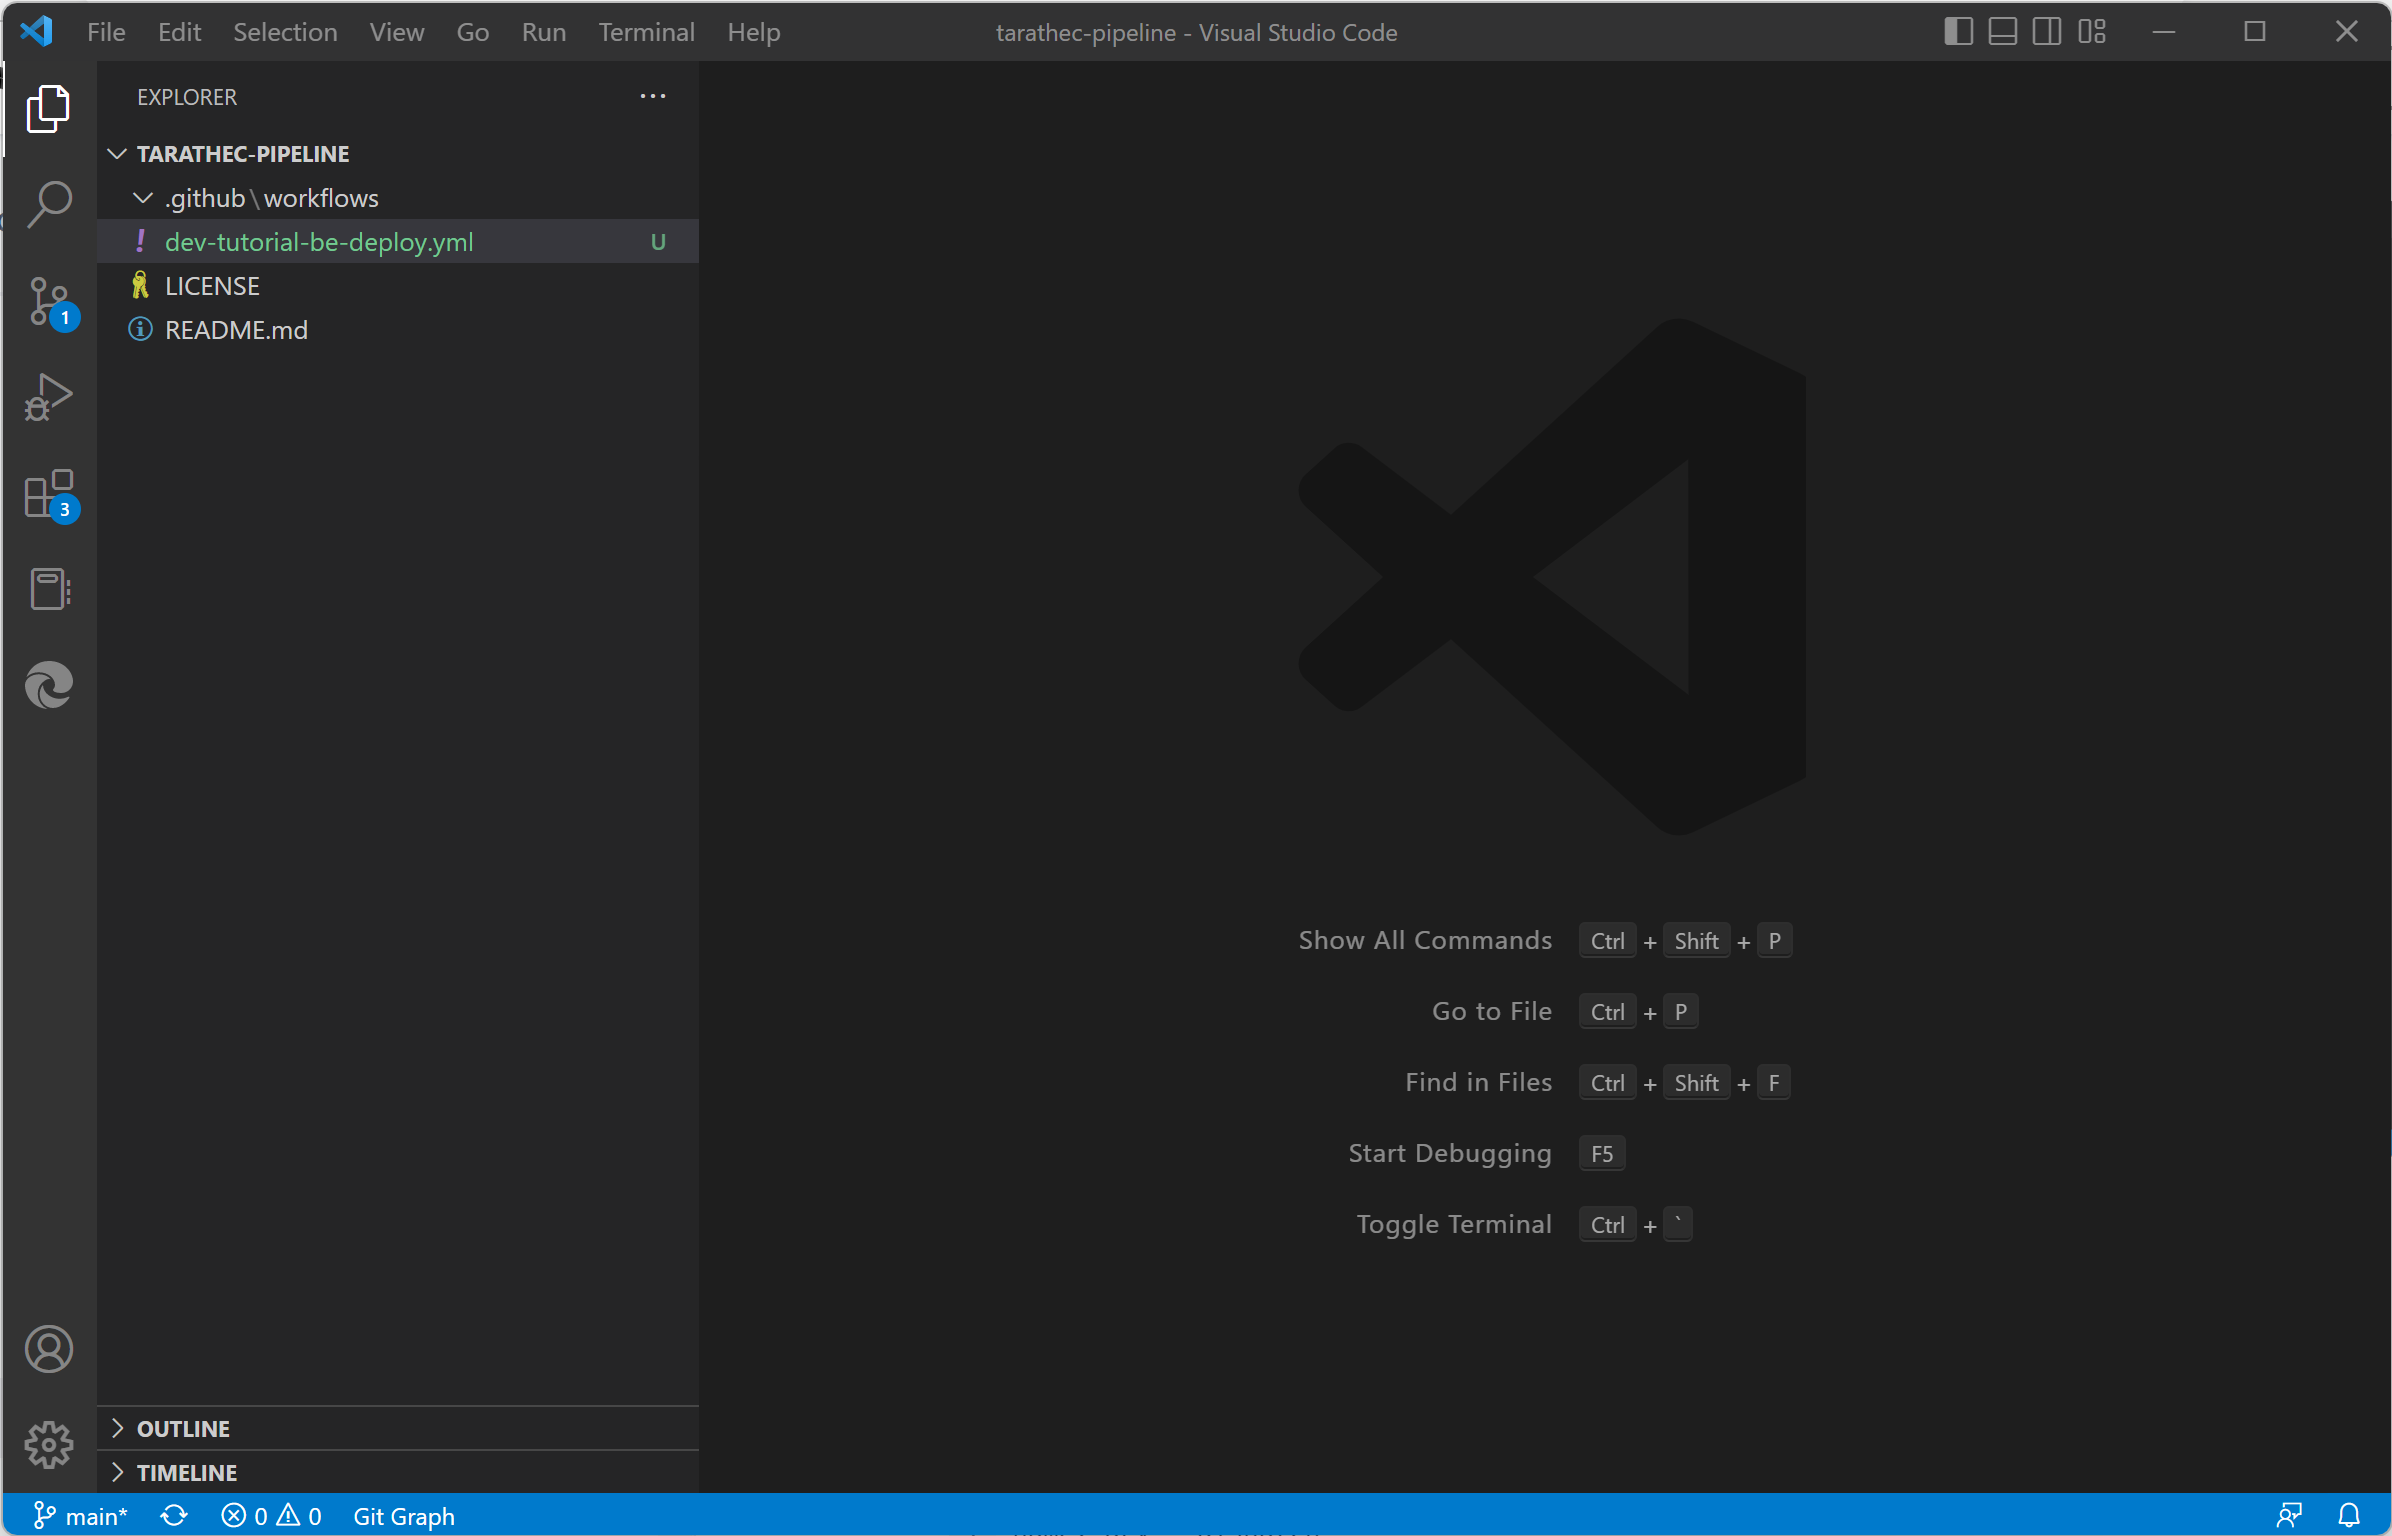 File Edit Selection View Go Run Terminal Help
tarathec-pipeline - Visual Studio Code
EXPLORER
TARATHEC-PIPELINE
.github\workflows
! dev-tutorial-be-deploy.yml U
LICENSE
README.md
1
3
Show All Commands Ctrl + Shift + P
Go to File Ctrl + P
Find in Files Ctrl + Shift + F
Start Debugging F5
Toggle Terminal Ctrl + `
OUTLINE
TIMELINE
main* 0 0 Git Graph